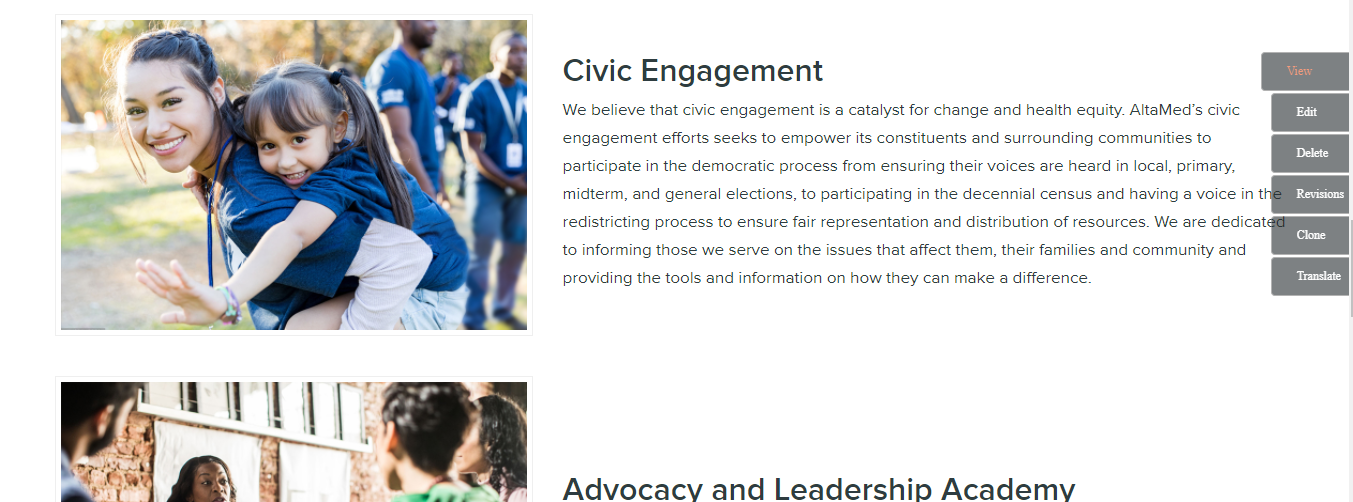 Civic Engagement
We believe that civic engagement is a catalyst for change and health equity. AltaMed’s civic
engagement efforts seeks to empower its constituents and surrounding communities to
participate in the democratic process from ensuring their voices are heard in local, primary,
midterm, and general elections, to participating in the decennial census and having a voice in the
redistricting process to ensure fair representation and distribution of resources. We are dedicated
to informing those we serve on the issues that affect them, their families and community and
providing the tools and information on how they can make a difference.
View
Edit
Delete
Revisions
Clone
Translate
Advocacy and Leadership Academy